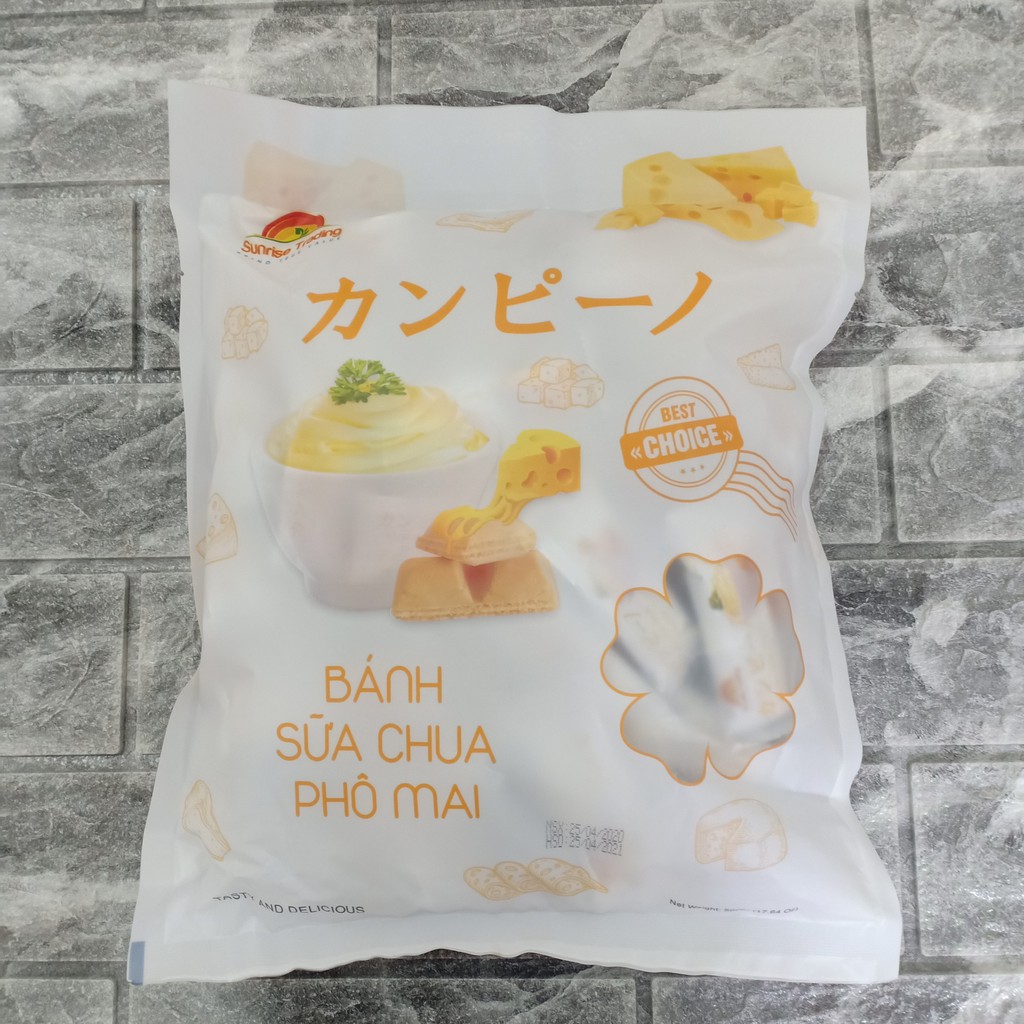 Sunrise Trading
カンピーノ
BEST
«CHOICE»
BÁNH
SỮA CHUA
PHÔ MAI
NSX:25/04/2020
HSD:25/04/2021
TASTY AND DELICIOUS
Net Weight: